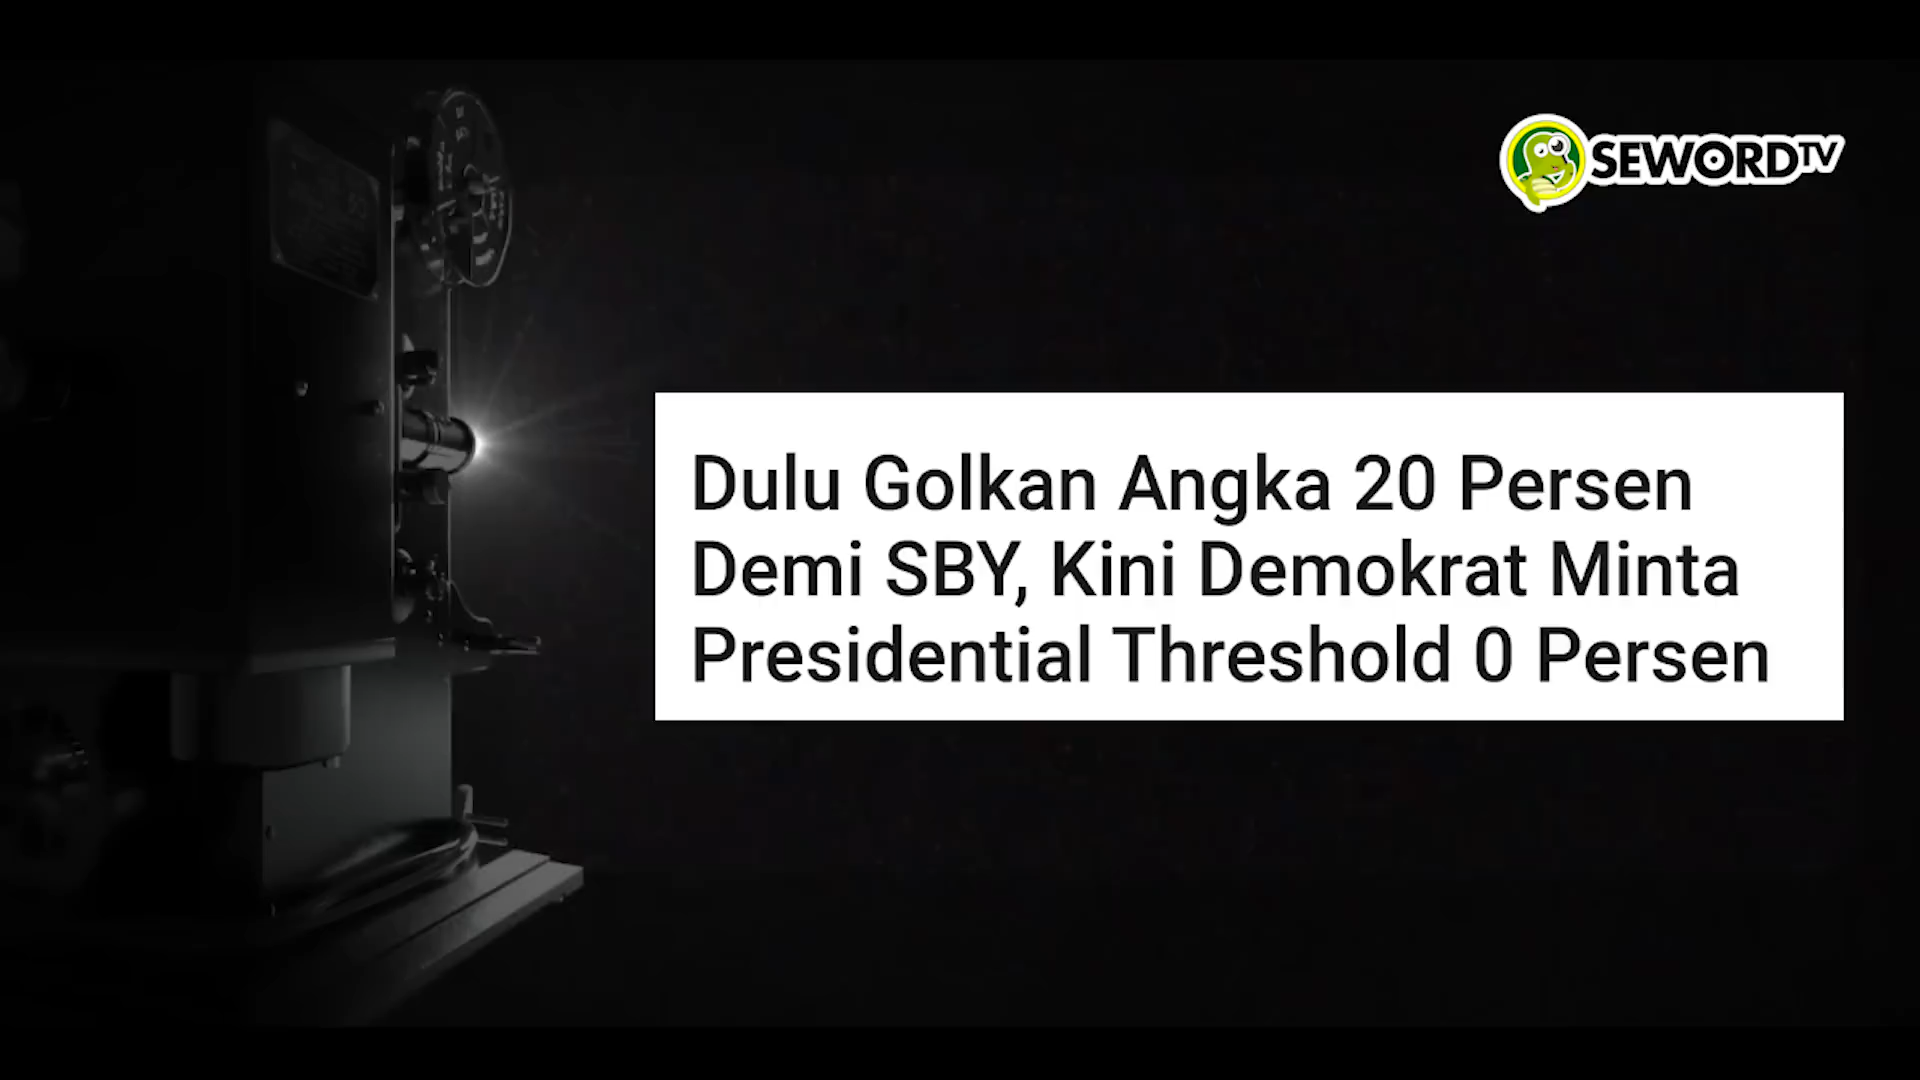 SEWORDTV
Dulu Golkan Angka 20 Persen
Demi SBY, Kini Demokrat Minta
Presidential Threshold 0 Persen